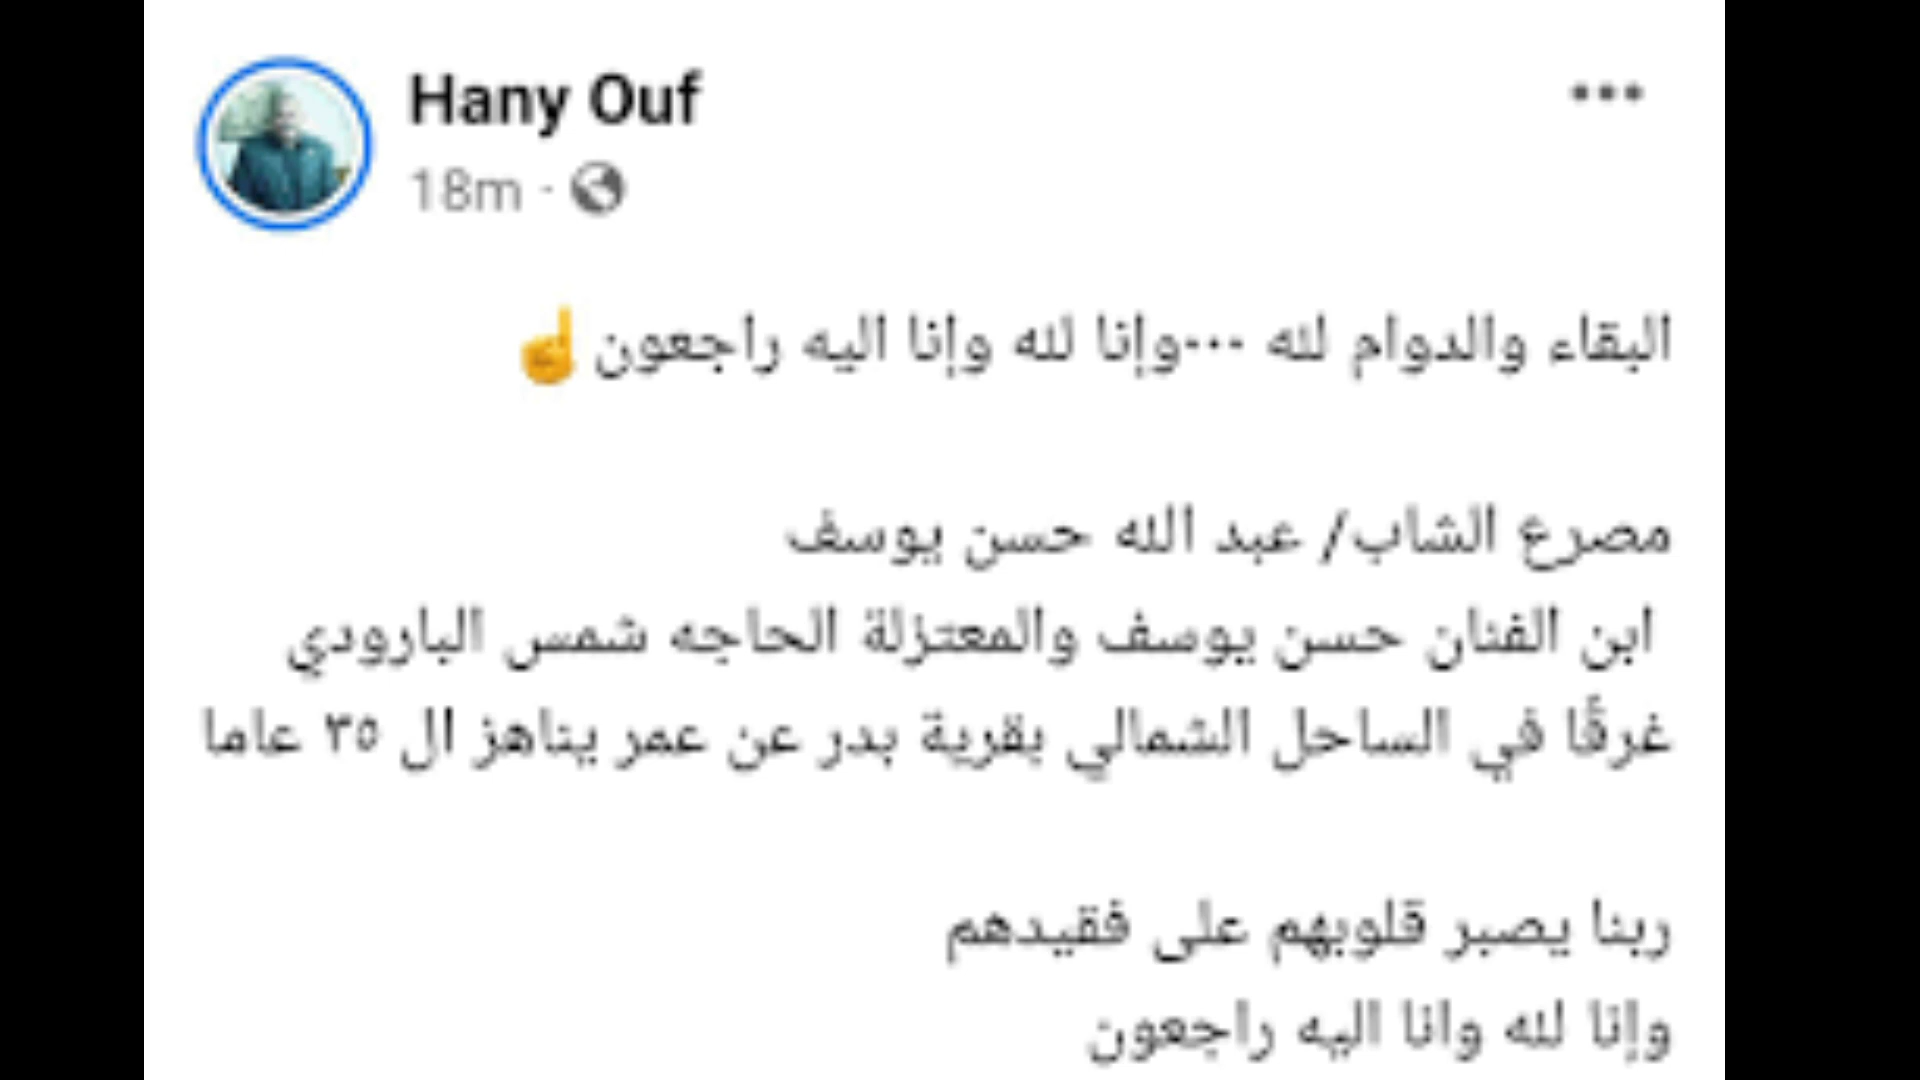 Hany Ouf
18m ·
البقاء والدوام لله ...وإنا لله وإنا اليه راجعون☝
مصرع الشاب/ عبد الله حسن يوسف
ابن الفنان حسن يوسف والمعتزلة الحاجه شمس البارودي
غرقًا في الساحل الشمالي بقرية بدر عن عمر يناهز ال ٣٥ عاما
ربنا يصبر قلوبهم على فقيدهم
وإنا لله وانا اليه راجعون